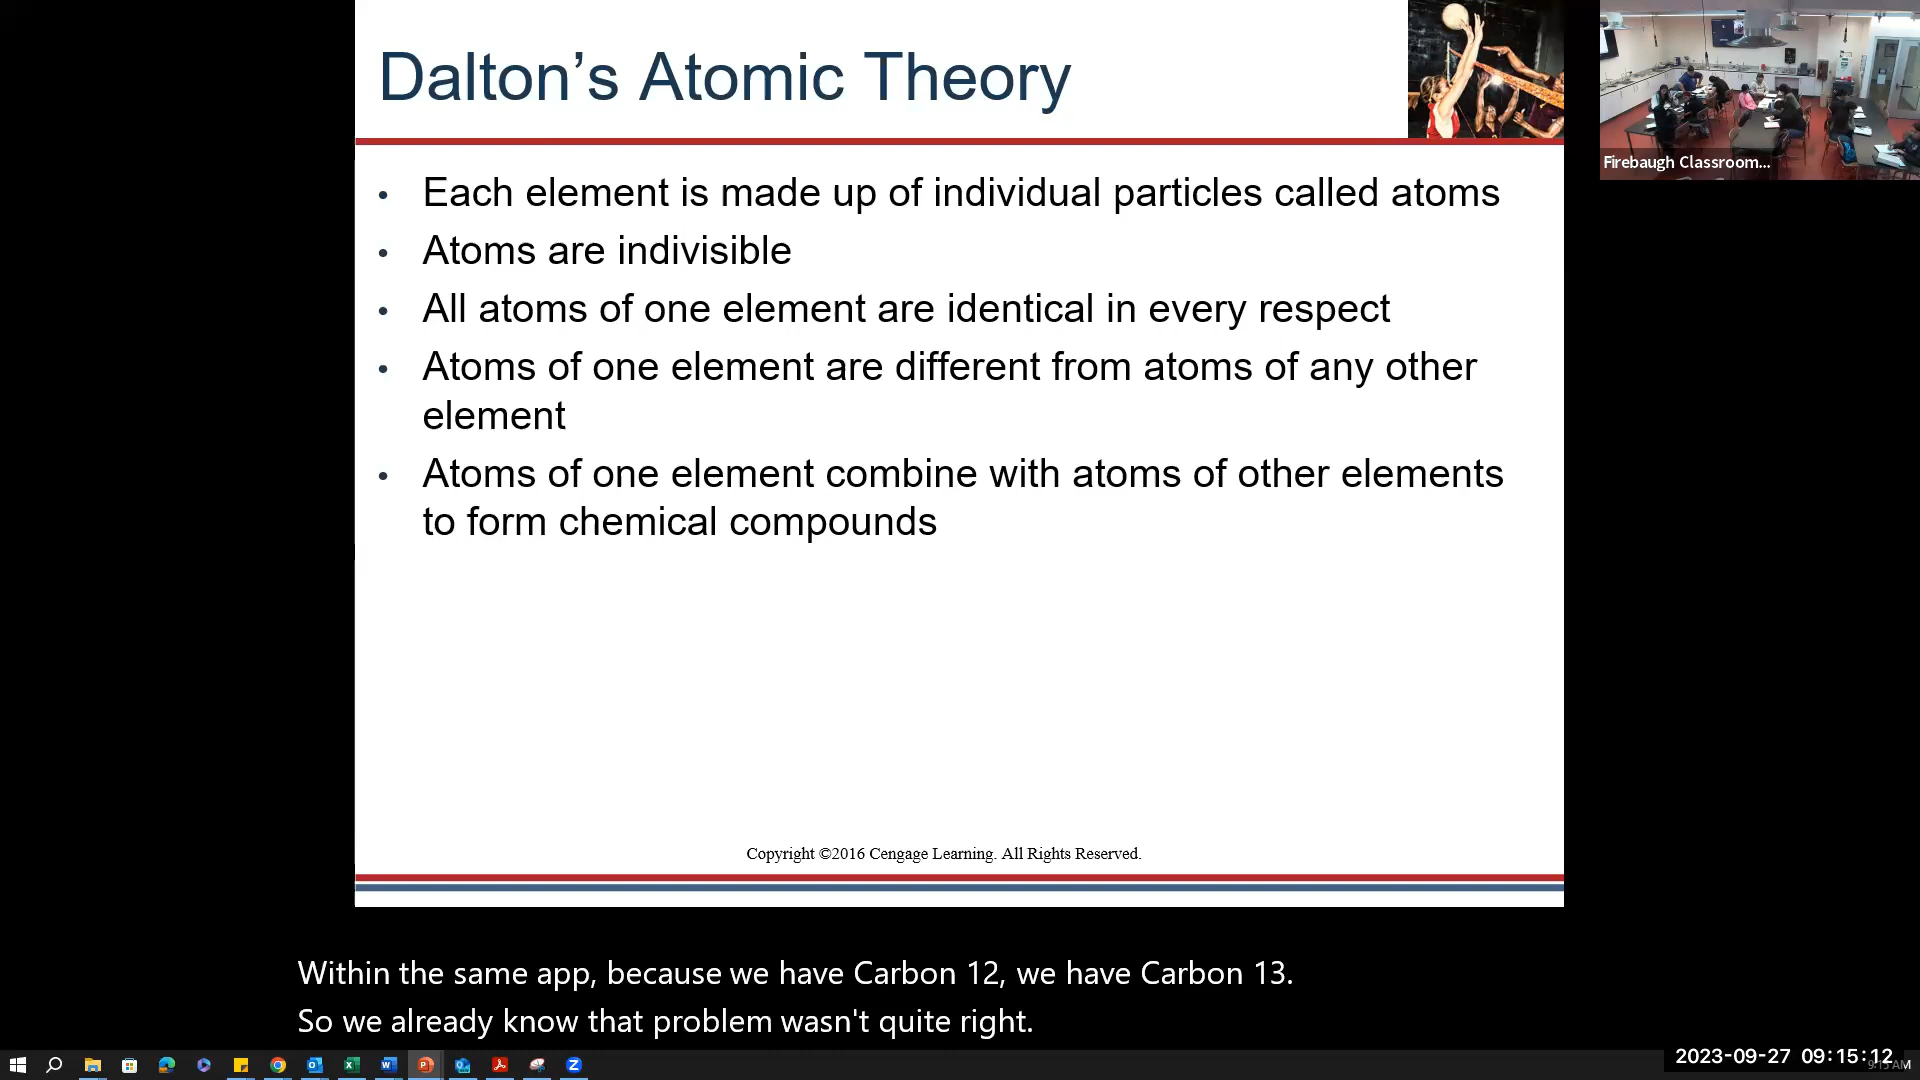 Dalton’s Atomic Theory
Firebaugh Classroom...
• Each element is made up of individual particles called atoms
• Atoms are indivisible
• All atoms of one element are identical in every respect
• Atoms of one element are different from atoms of any other
element
• Atoms of one element combine with atoms of other elements
to form chemical compounds
Copyright ©2016 Cengage Learning. All Rights Reserved.
Within the same app, because we have Carbon 12, we have Carbon 13.
So we already know that problem wasn't quite right.
2023-09-27 09:15:12
9:15 AM